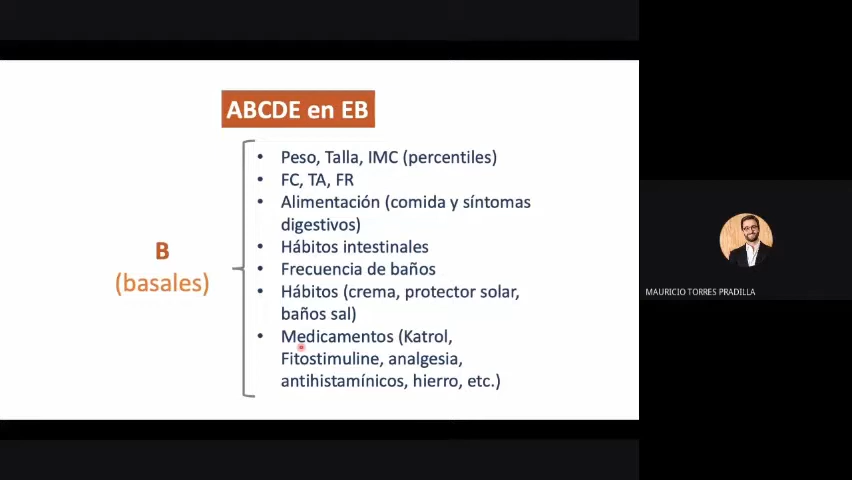 ABCDE en EB
B
(basales)
• Peso, Talla, IMC (percentiles)
• FC, TA, FR
• Alimentación (comida y síntomas
digestivos)
• Hábitos intestinales
• Frecuencia de baños
• Hábitos (crema, protector solar,
baños sal)
• Medicamentos (Katrol,
Fitostimuline, analgesia,
antihistamínicos, hierro, etc.)
MAURICIO TORRES PRADILLA